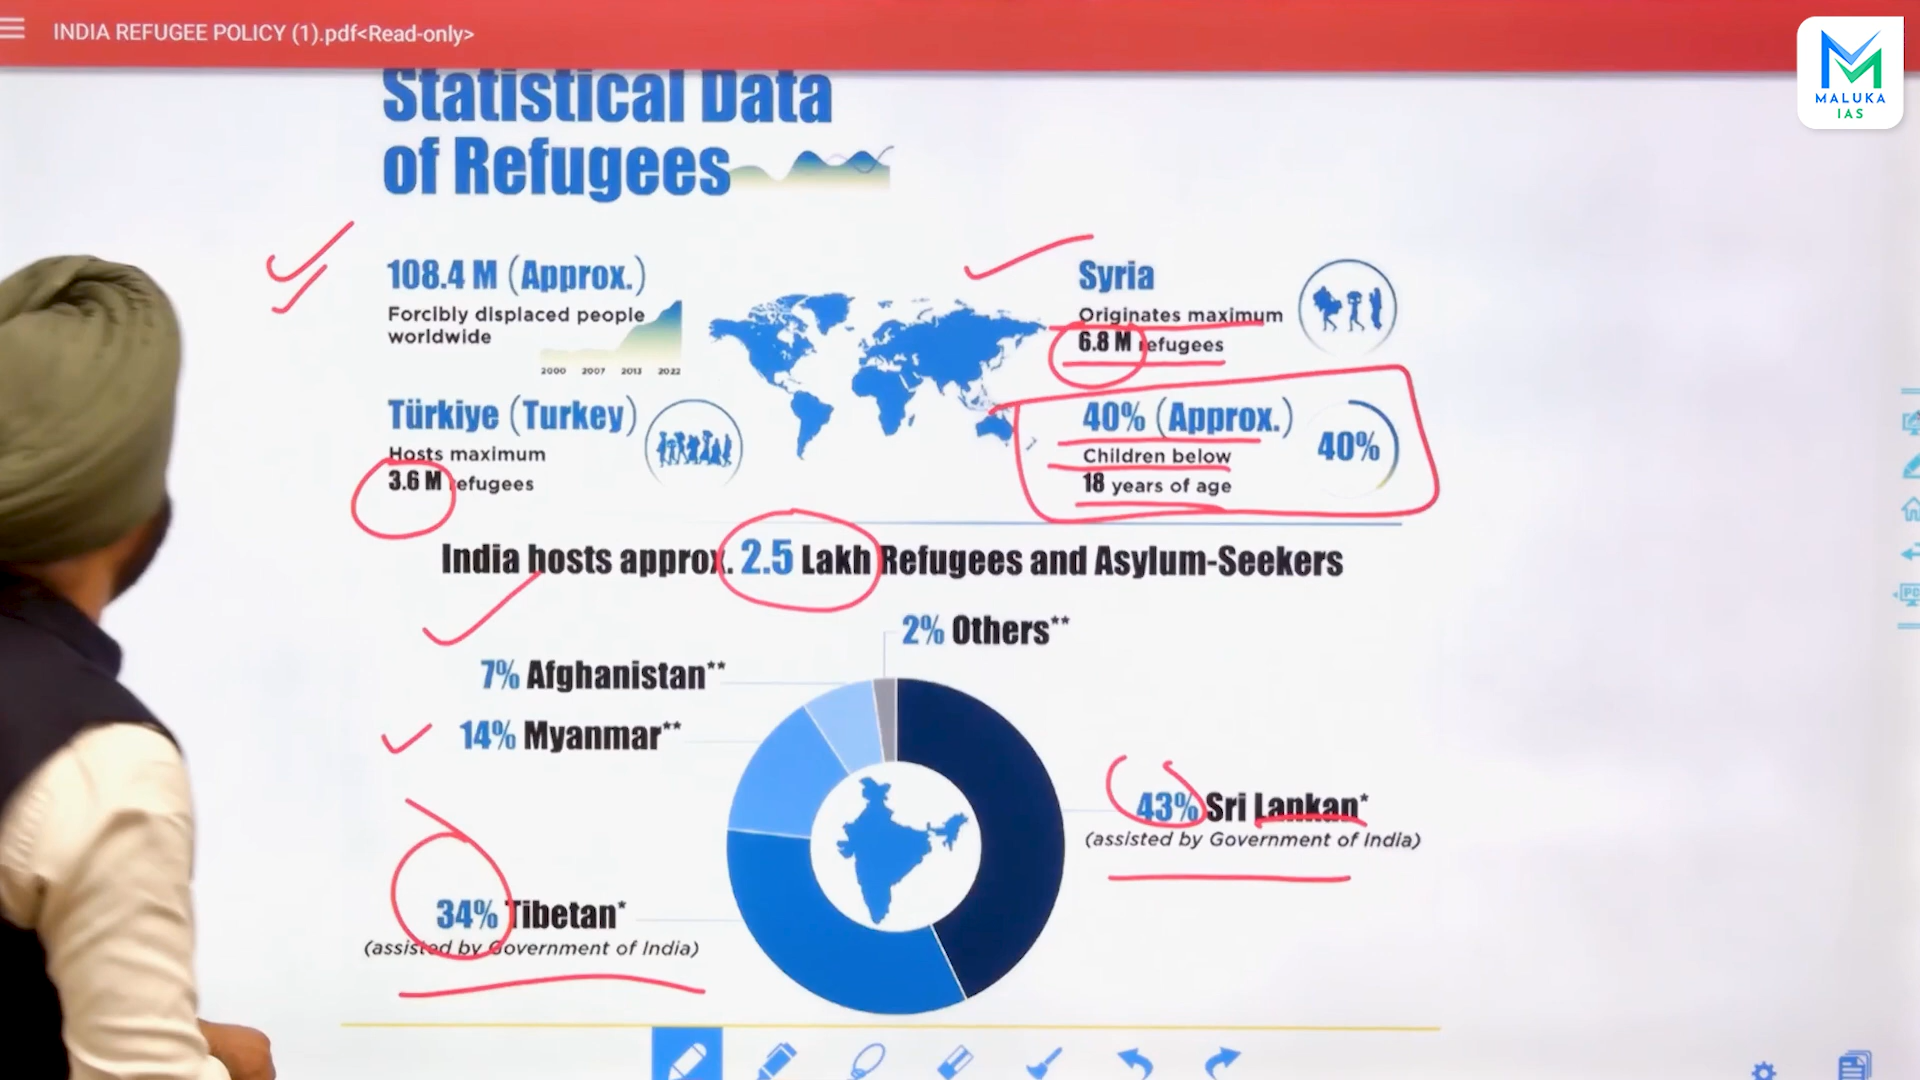 INDIA REFUGEE POLICY (1).pdf<Read-only>
MALUKA
IAS
Statistical Data
of Refugees
108.4 M (Approx.)
Forcibly displaced people
worldwide
2000 2007 2013 2022
Syria
Originates maximum
6.8 M refugees
Türkiye (Turkey)
Hosts maximum
3.6 M refugees
40% (Approx.)
Children below
18 years of age
40%
India hosts approx. 2.5 Lakh Refugees and Asylum-Seekers
2% Others**
7% Afghanistan**
14% Myanmar**
43% Sri Lankan*
(assisted by Government of India)
34% Tibetan*
(assisted by Government of India)